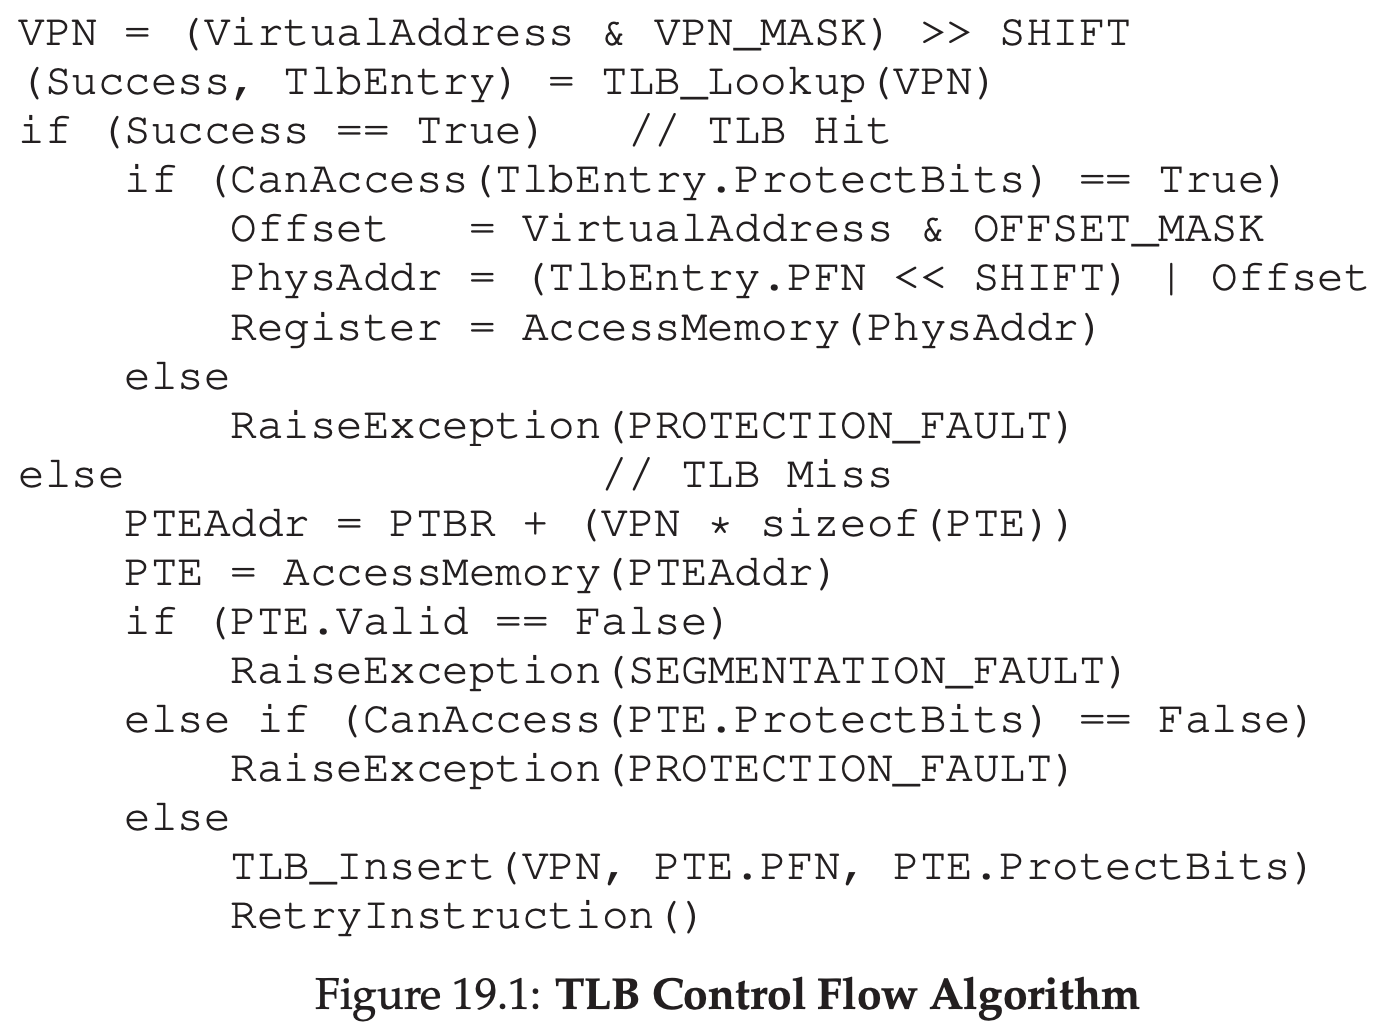 VPN = (VirtualAddress & VPN_MASK) >> SHIFT
(Success, TlbEntry) = TLB_Lookup(VPN)
if (Success == True)   // TLB Hit
    if (CanAccess(TlbEntry.ProtectBits) == True)
        Offset   = VirtualAddress & OFFSET_MASK
        PhysAddr = (TlbEntry.PFN << SHIFT) | Offset
        Register = AccessMemory(PhysAddr)
    else
        RaiseException(PROTECTION_FAULT)
else                  // TLB Miss
    PTEAddr = PTBR + (VPN * sizeof(PTE))
    PTE = AccessMemory(PTEAddr)
    if (PTE.Valid == False)
        RaiseException(SEGMENTATION_FAULT)
    else if (CanAccess(PTE.ProtectBits) == False)
        RaiseException(PROTECTION_FAULT)
    else
        TLB_Insert(VPN, PTE.PFN, PTE.ProtectBits)
        RetryInstruction()
Figure 19.1: TLB Control Flow Algorithm